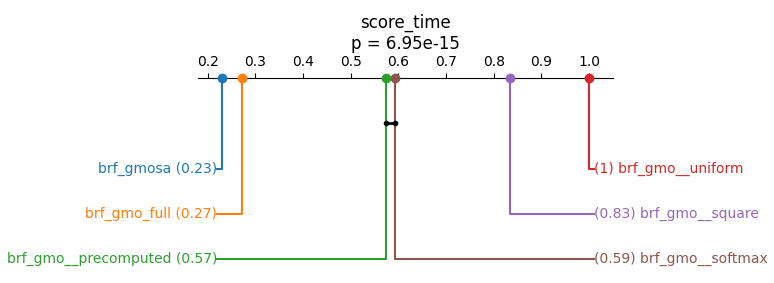 score_time
p = 6.95e-15
0.2 0.3 0.4 0.5 0.6 0.7 0.8 0.9 1.0
brf_gmosa (0.23)
(1) brf_gmo__uniform
brf_gmo_full (0.27)
(0.83) brf_gmo__square
brf_gmo__precomputed (0.57)
(0.59) brf_gmo__softmax